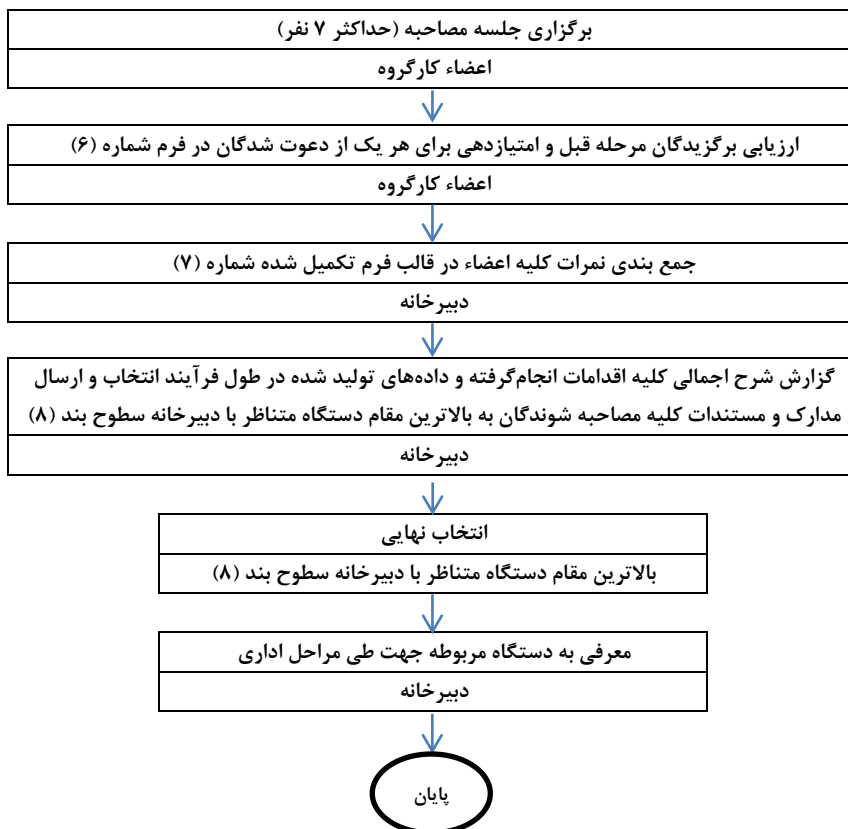 برگزاری جلسه مصاحبه (حداکثر ۷ نفر)
اعضاء کارگروه
ارزیابی برگزیدگان مرحله قبل و امتیازدهی برای هر یک از دعوت شدگان در فرم شماره (۶)
اعضاء کارگروه
جمع بندی نمرات کلیه اعضاء در قالب فرم تکمیل شده شماره (۷)
دبیرخانه
گزارش شرح اجمالی کلیه اقدامات انجام‌گرفته و داده‌های تولید شده در طول فرآیند انتخاب و ارسال
مدارک و مستندات کلیه مصاحبه شوندگان به بالاترین مقام دستگاه متناظر با دبیرخانه سطوح بند (۸)
دبیرخانه
انتخاب نهایی
بالاترین مقام دستگاه متناظر با دبیرخانه سطوح بند (۸)
معرفی به دستگاه مربوطه جهت طی مراحل اداری
دبیرخانه
پایان